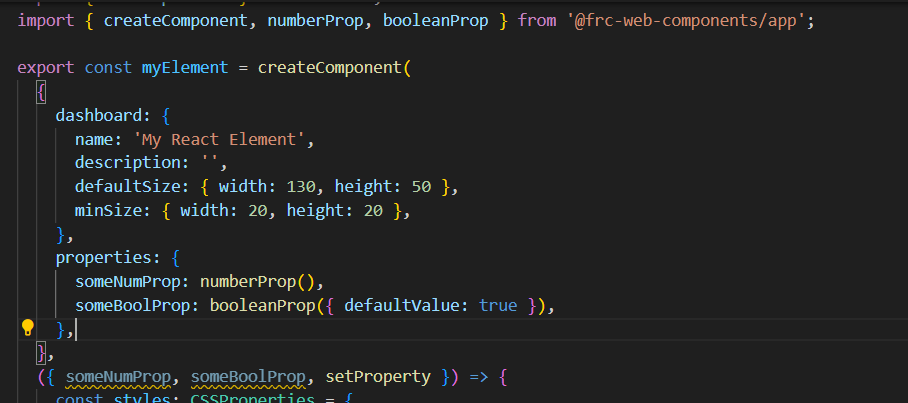 import { createComponent, numberProp, booleanProp } from '@frc-web-components/app';
export const myElement = createComponent(
{
dashboard: {
name: 'My React Element',
description: '',
defaultSize: { width: 130, height: 50 },
minSize: { width: 20, height: 20 },
},
properties: {
someNumProp: numberProp(),
someBoolProp: booleanProp({ defaultValue: true }),
},
},
({ someNumProp, someBoolProp, setProperty }) => {
const styles: CSSProperties = {